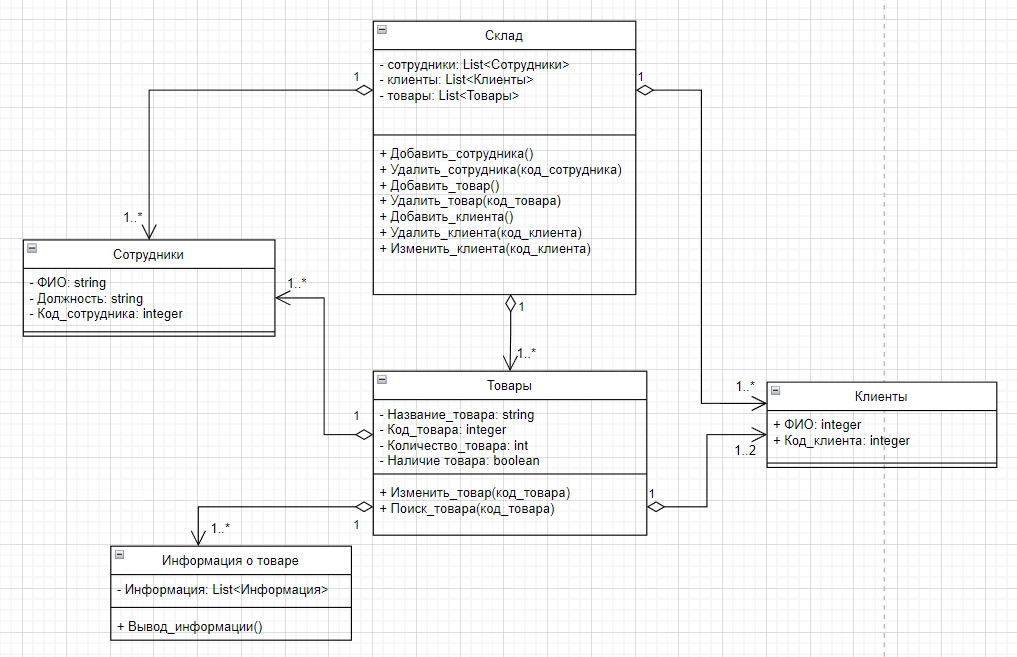 Склад
- сотрудники: List<Сотрудники>
- клиенты: List<Клиенты>
- товары: List<Товары>
+ Добавить_сотрудника()
+ Удалить_сотрудника(код_сотрудника)
+ Добавить_товар()
+ Удалить_товар(код_товара)
+ Добавить_клиента()
+ Удалить_клиента(код_клиента)
+ Изменить_клиента(код_клиента)
1
1
1..*
Сотрудники
- ФИО: string
- Должность: string
- Код_сотрудника: integer
1..*
1
1..*
Товары
- Название_товара: string
- Код_товара: integer
- Количество_товара: int
- Наличие товара: boolean
+ Изменить_товар(код_товара)
+ Поиск_товара(код_товара)
1
1..*
Клиенты
+ ФИО: integer
+ Код_клиента: integer
1..2
1
1
1..*
Информация о товаре
- Информация: List<Информация>
+ Вывод_информации()